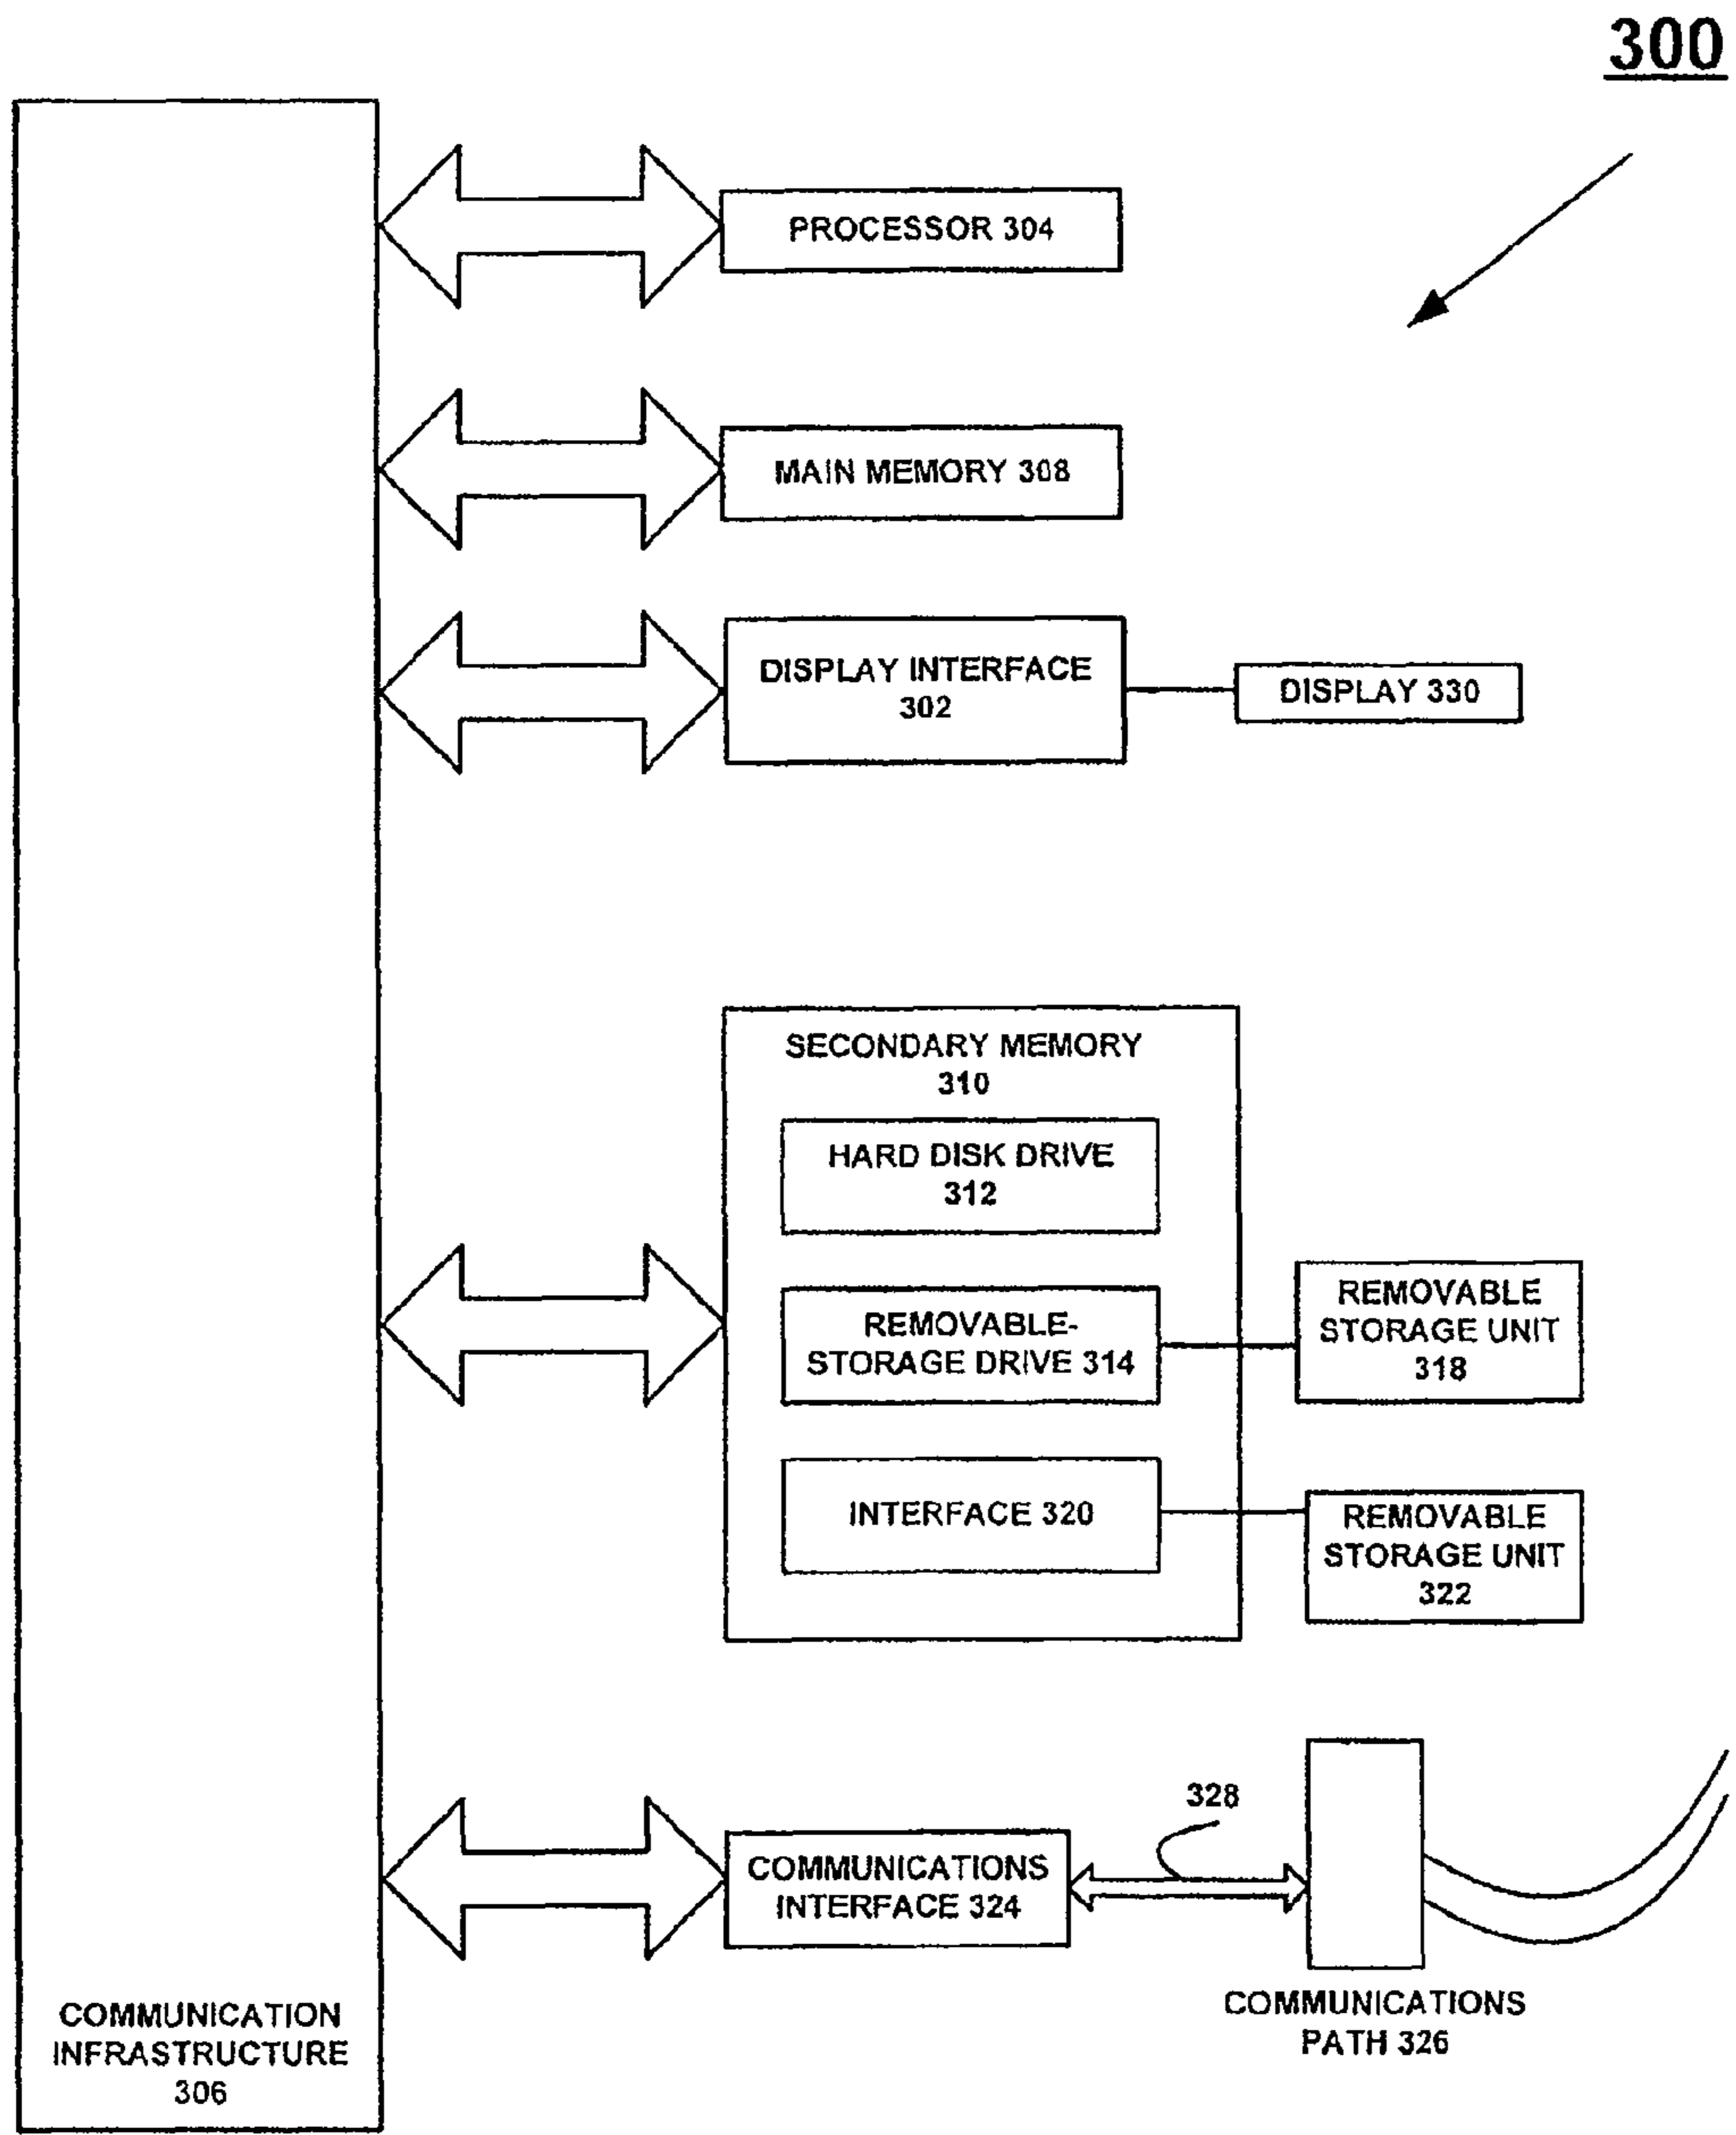 300
PROCESSOR 304
MAIN MEMORY 308
DISPLAY INTERFACE
302
DISPLAY 330
SECONDARY MEMORY
310
HARD DISK DRIVE
312
REMOVABLE-
STORAGE DRIVE 314
REMOVABLE
STORAGE UNIT
318
INTERFACE 320
REMOVABLE
STORAGE UNIT
322
328
COMMUNICATIONS
INTERFACE 324
COMMUNICATIONS
PATH 326
COMMUNICATION
INFRASTRUCTURE
306